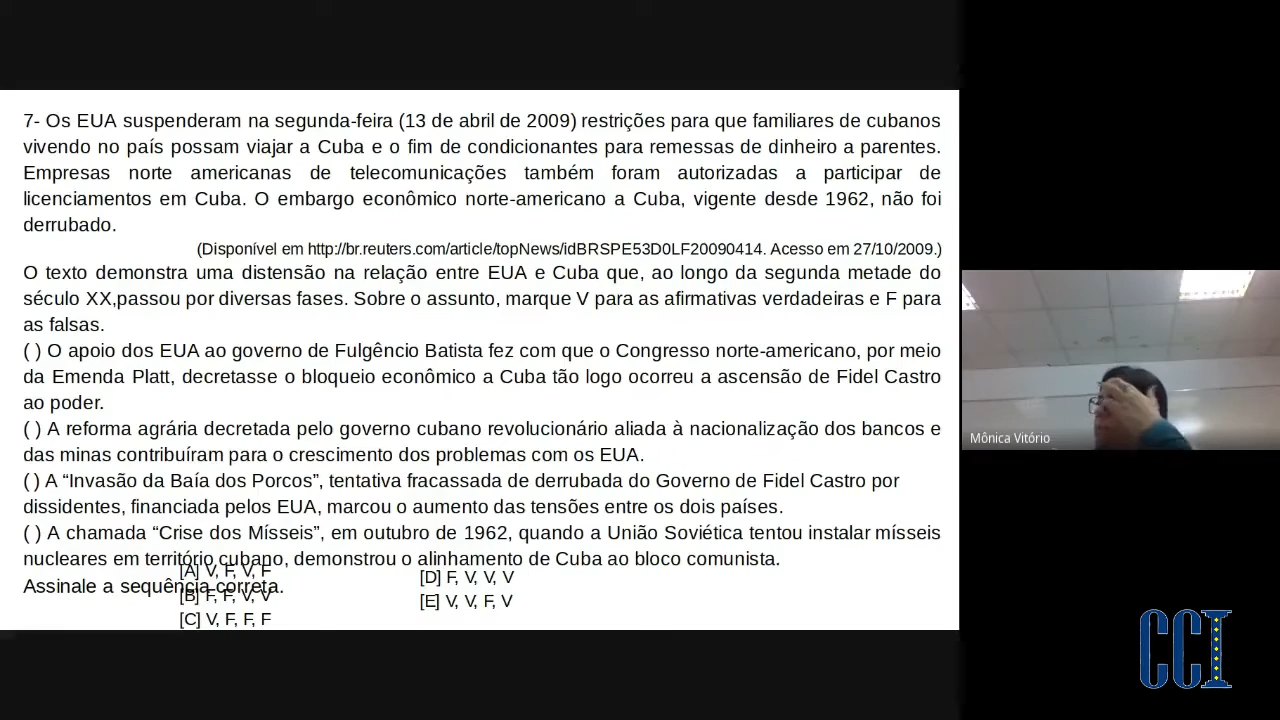 7- Os EUA suspenderam na segunda-feira (13 de abril de 2009) restrições para que familiares de cubanos
vivendo no país possam viajar a Cuba e o fim de condicionantes para remessas de dinheiro a parentes.
Empresas norte americanas de telecomunicações também foram autorizadas a participar de
licenciamentos em Cuba. O embargo econômico norte-americano a Cuba, vigente desde 1962, não foi
derrubado.
(Disponível em http://br.reuters.com/article/topNews/idBRSPE53D0LF20090414. Acesso em 27/10/2009.)
O texto demonstra uma distensão na relação entre EUA e Cuba que, ao longo da segunda metade do
século XX,passou por diversas fases. Sobre o assunto, marque V para as afirmativas verdadeiras e F para
as falsas.
( ) O apoio dos EUA ao governo de Fulgêncio Batista fez com que o Congresso norte-americano, por meio
da Emenda Platt, decretasse o bloqueio econômico a Cuba tão logo ocorreu a ascensão de Fidel Castro
ao poder.
( ) A reforma agrária decretada pelo governo cubano revolucionário aliada à nacionalização dos bancos e
das minas contribuíram para o crescimento dos problemas com os EUA.
( ) A “Invasão da Baía dos Porcos”, tentativa fracassada de derrubada do Governo de Fidel Castro por
dissidentes, financiada pelos EUA, marcou o aumento das tensões entre os dois países.
( ) A chamada “Crise dos Mísseis”, em outubro de 1962, quando a União Soviética tentou instalar mísseis
nucleares em território cubano, demonstrou o alinhamento de Cuba ao bloco comunista.
Assinale a sequência correta.
[A] V, F, V, F
[B] F, F, V, V
[C] V, F, F, F
[D] F, V, V, V
[E] V, V, F, V
Mônica Vitório
CCI